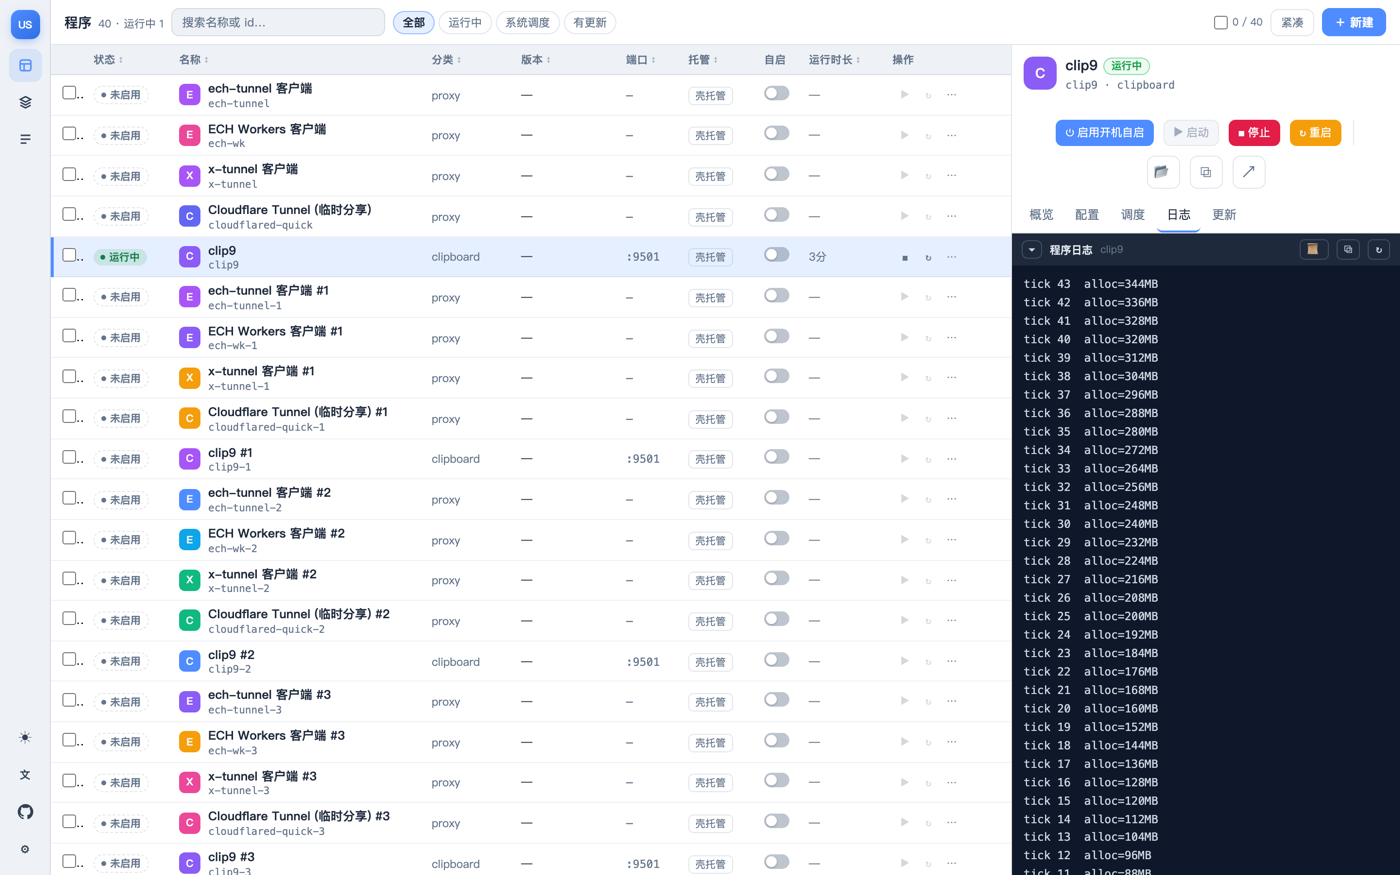 US
程序 40 · 运行中 1
搜索名称或 id...
全部
运行中
系统调度
有更新
0 / 40
紧凑
+ 新建
状态 名称 分类 版本 端口 托管 自启 运行时长 操作
.. 未启用 E ech-tunnel 客户端 proxy — – 壳托管 — ...
ech-tunnel
.. 未启用 E ECH Workers 客户端 proxy — – 壳托管 — ...
ech-wk
.. 未启用 X x-tunnel 客户端 proxy — – 壳托管 — ...
x-tunnel
.. 未启用 C Cloudflare Tunnel (临时分享) proxy — – 壳托管 — ...
cloudflared-quick
.. 运行中 C clip9 clipboard — :9501 壳托管 3分 ...
clip9
.. 未启用 E ech-tunnel 客户端 #1 proxy — – 壳托管 — ...
ech-tunnel-1
.. 未启用 E ECH Workers 客户端 #1 proxy — – 壳托管 — ...
ech-wk-1
.. 未启用 X x-tunnel 客户端 #1 proxy — – 壳托管 — ...
x-tunnel-1
.. 未启用 C Cloudflare Tunnel (临时分享) #1 proxy — – 壳托管 — ...
cloudflared-quick-1
.. 未启用 C clip9 #1 clipboard — :9501 壳托管 — ...
clip9-1
.. 未启用 E ech-tunnel 客户端 #2 proxy — – 壳托管 — ...
ech-tunnel-2
.. 未启用 E ECH Workers 客户端 #2 proxy — – 壳托管 — ...
ech-wk-2
.. 未启用 X x-tunnel 客户端 #2 proxy — – 壳托管 — ...
x-tunnel-2
.. 未启用 C Cloudflare Tunnel (临时分享) #2 proxy — – 壳托管 — ...
cloudflared-quick-2
.. 未启用 C clip9 #2 clipboard — :9501 壳托管 — ...
clip9-2
.. 未启用 E ech-tunnel 客户端 #3 proxy — – 壳托管 — ...
ech-tunnel-3
.. 未启用 E ECH Workers 客户端 #3 proxy — – 壳托管 — ...
ech-wk-3
.. 未启用 X x-tunnel 客户端 #3 proxy — – 壳托管 — ...
x-tunnel-3
.. 未启用 C Cloudflare Tunnel (临时分享) #3 proxy — – 壳托管 — ...
cloudflared-quick-3
.. 未启用 C clip9 #3 clipboard — :9501 壳托管 — ...
clip9-3
文
C clip9 运行中
clip9 · clipboard
启用开机自启
启动
停止
重启
概览 配置 调度 日志 更新
程序日志 clip9
tick 43 alloc=344MB
tick 42 alloc=336MB
tick 41 alloc=328MB
tick 40 alloc=320MB
tick 39 alloc=312MB
tick 38 alloc=304MB
tick 37 alloc=296MB
tick 36 alloc=288MB
tick 35 alloc=280MB
tick 34 alloc=272MB
tick 33 alloc=264MB
tick 32 alloc=256MB
tick 31 alloc=248MB
tick 30 alloc=240MB
tick 29 alloc=232MB
tick 28 alloc=224MB
tick 27 alloc=216MB
tick 26 alloc=208MB
tick 25 alloc=200MB
tick 24 alloc=192MB
tick 23 alloc=184MB
tick 22 alloc=176MB
tick 21 alloc=168MB
tick 20 alloc=160MB
tick 19 alloc=152MB
tick 18 alloc=144MB
tick 17 alloc=136MB
tick 16 alloc=128MB
tick 15 alloc=120MB
tick 14 alloc=112MB
tick 13 alloc=104MB
tick 12 alloc=96MB
tick 11 alloc=88MB